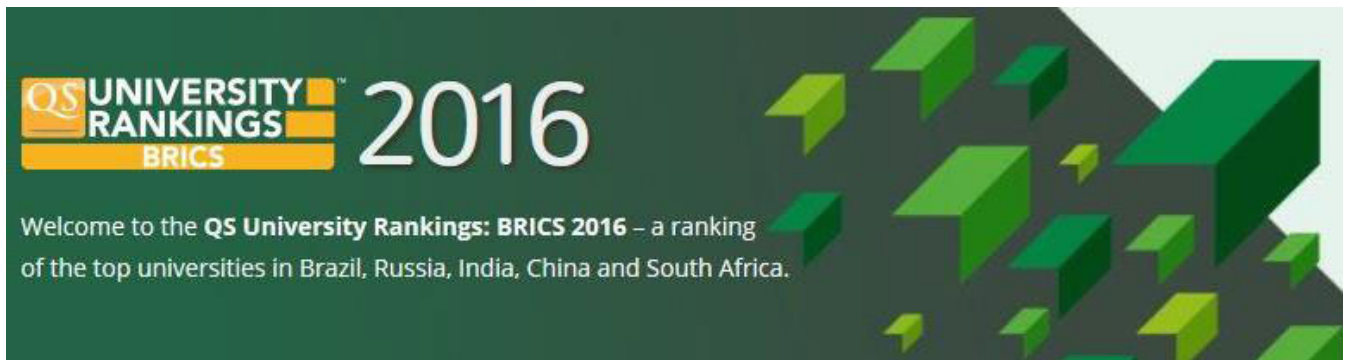 QS UNIVERSITY™
RANKINGS
BRICS
2016
Welcome to the QS University Rankings: BRICS 2016 – a ranking
of the top universities in Brazil, Russia, India, China and South Africa.